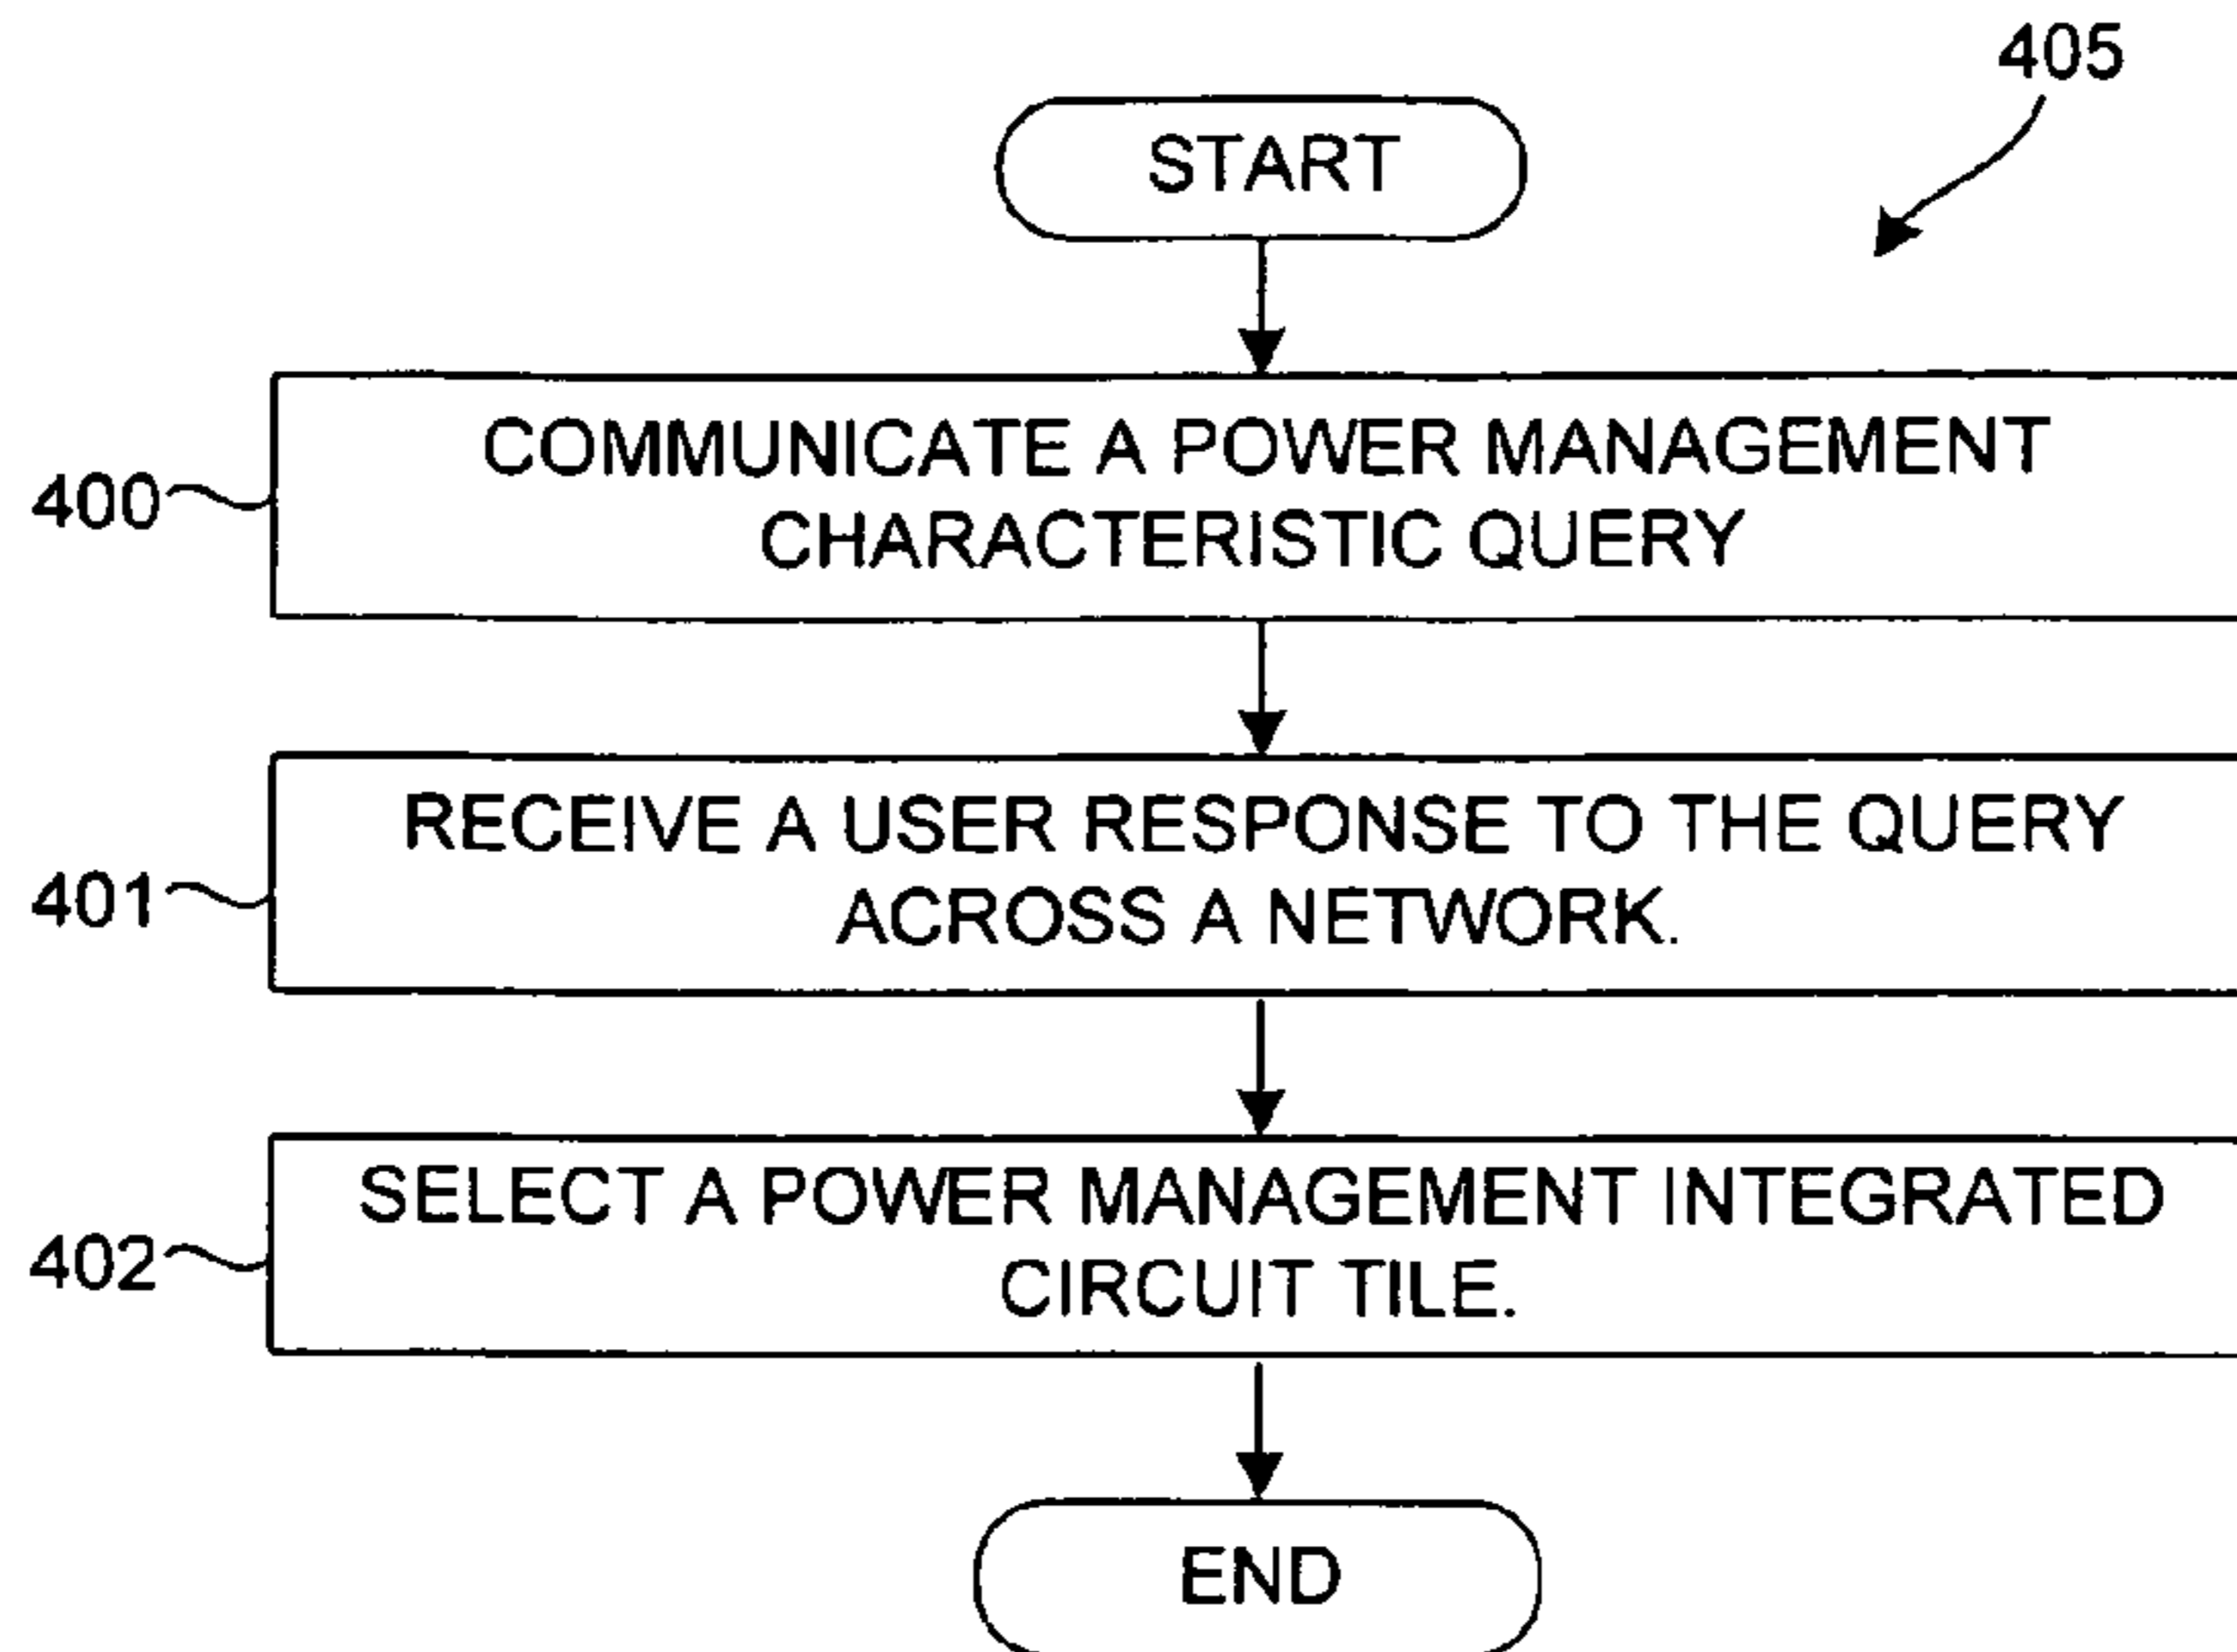 405
START
COMMUNICATE A POWER MANAGEMENT
CHARACTERISTIC QUERY
400
RECEIVE A USER RESPONSE TO THE QUERY
ACROSS A NETWORK.
401
SELECT A POWER MANAGEMENT INTEGRATED
CIRCUIT TILE.
402
END